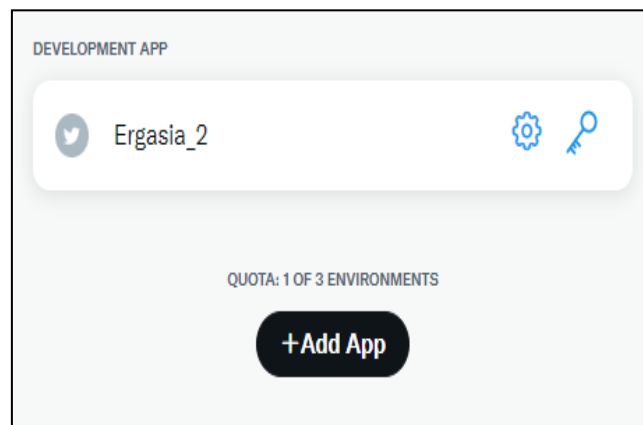 DEVELOPMENT APP
Ergasia_2
QUOTA: 1 OF 3 ENVIRONMENTS
+Add App